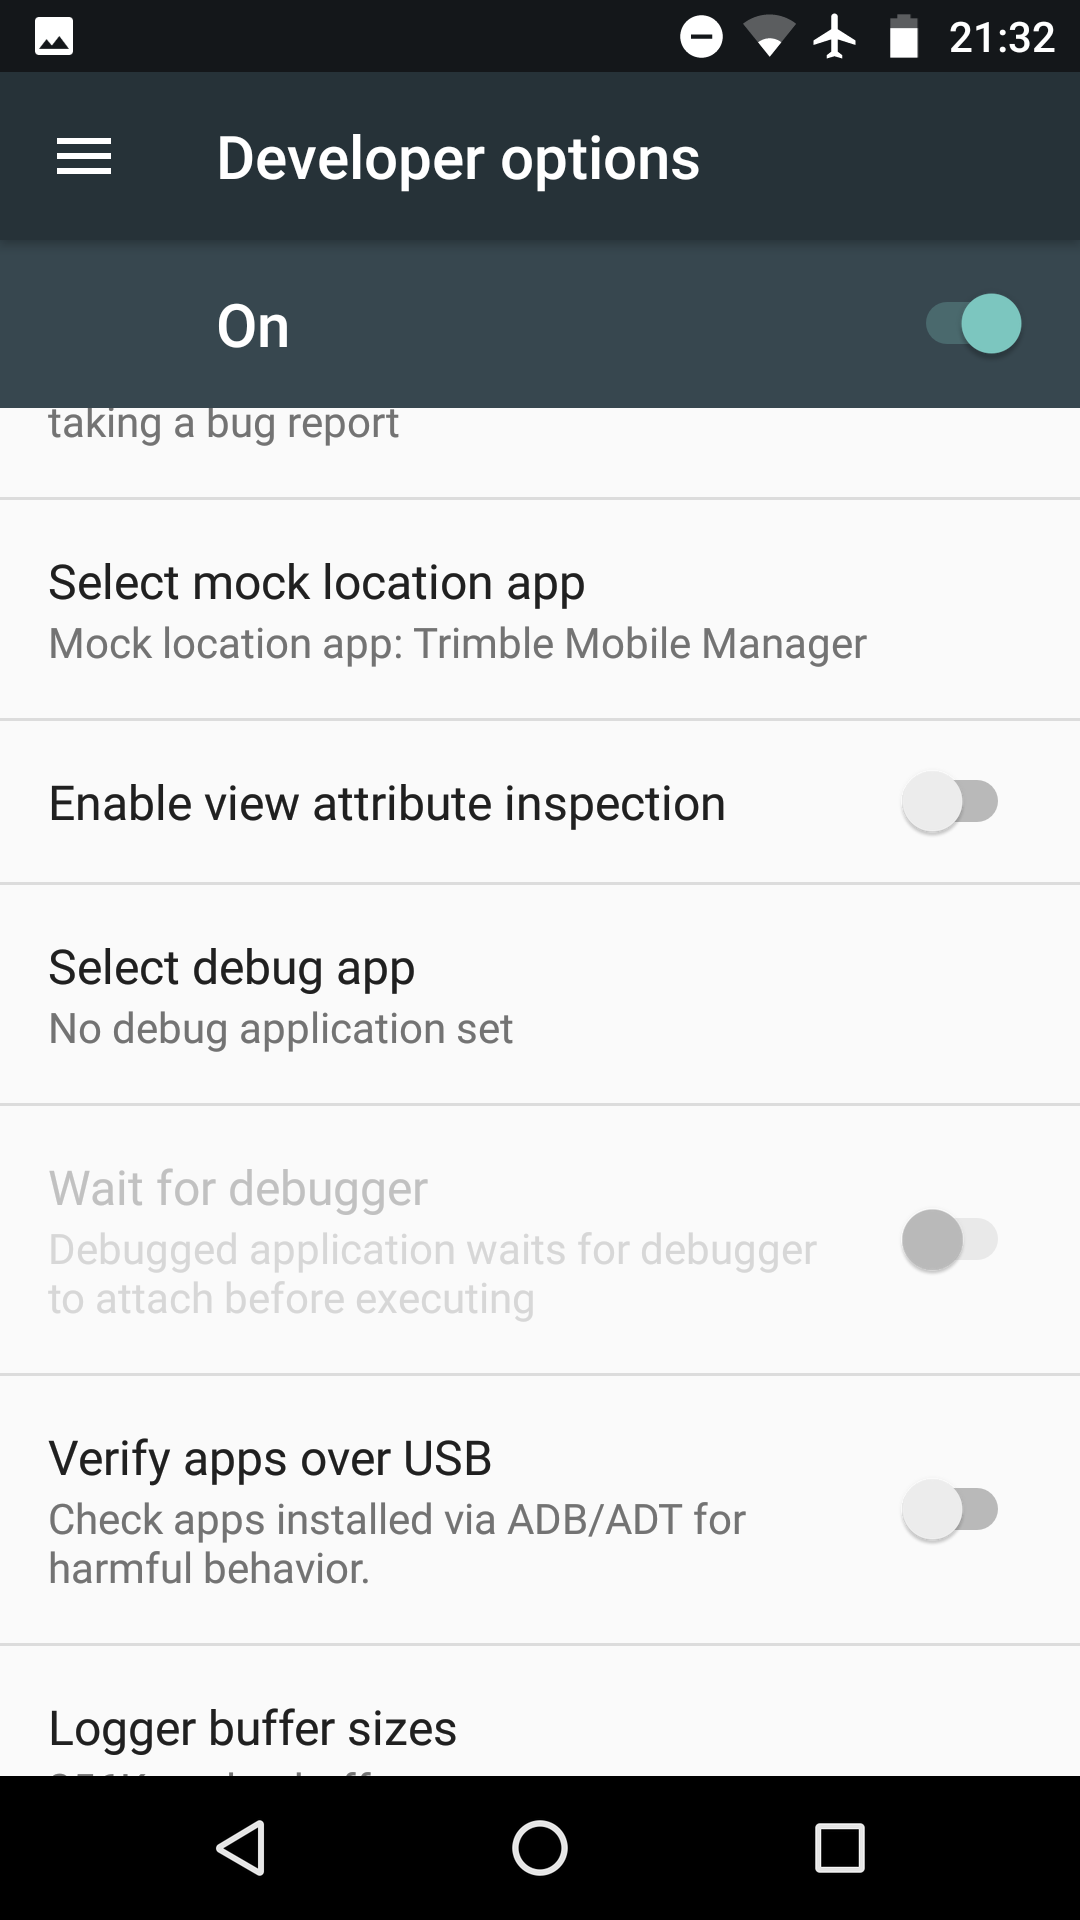 21:32
Developer options
On
taking a bug report
Select mock location app
Mock location app: Trimble Mobile Manager
Enable view attribute inspection
Select debug app
No debug application set
Wait for debugger
Debugged application waits for debugger
to attach before executing
Verify apps over USB
Check apps installed via ADB/ADT for
harmful behavior.
Logger buffer sizes